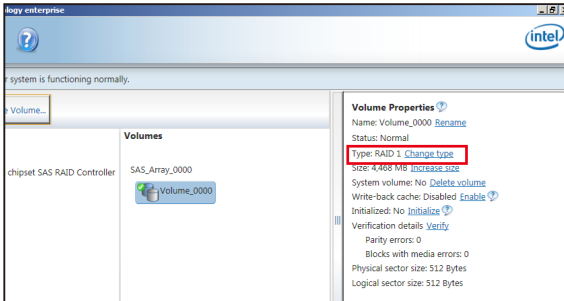 ology enterprise
intel
r system is functioning normally.
e Volume...
chipset SAS RAID Controller
Volumes
SAS_Array_0000
Volume_0000
Volume Properties
Name: Volume_0000 Rename
Status: Normal
Type: RAID 1 Change type
Size: 4,468 MB Increase size
System volume: No Delete volume
Write-back cache: Disabled Enable
Initialized: No Initialize
Verification details Verify
Parity errors: 0
Blocks with media errors: 0
Physical sector size: 512 Bytes
Logical sector size: 512 Bytes